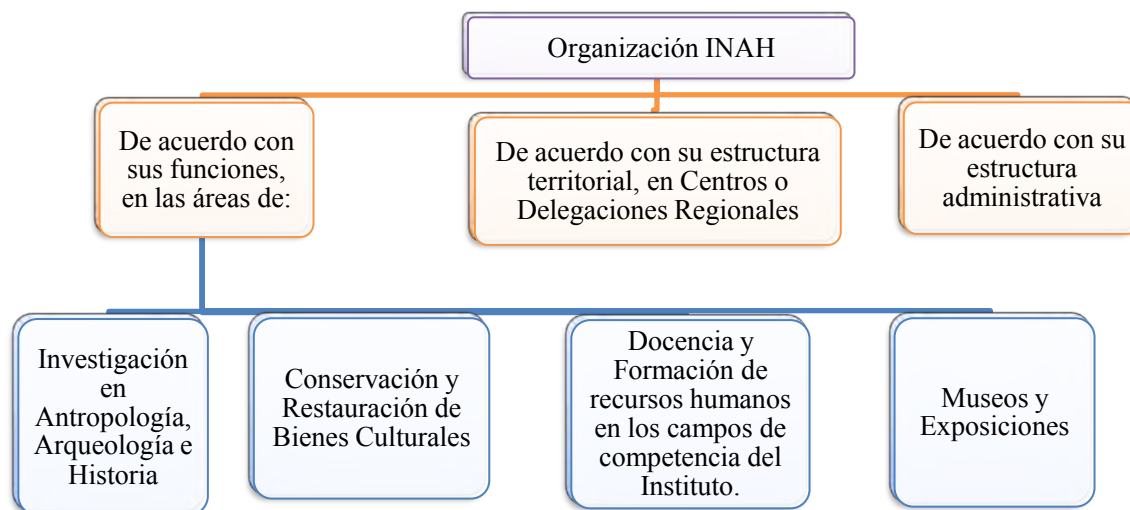 Organización INAH
De acuerdo con
sus funciones,
en las áreas de:
De acuerdo con su estructura
territorial, en Centros o
Delegaciones Regionales
De acuerdo con su
estructura
administrativa
Investigación
en
Antropología,
Arqueología e
Historia
Conservación y
Restauración de
Bienes Culturales
Docencia y
Formación de
recursos humanos
en los campos de
competencia del
Instituto.
Museos y
Exposiciones